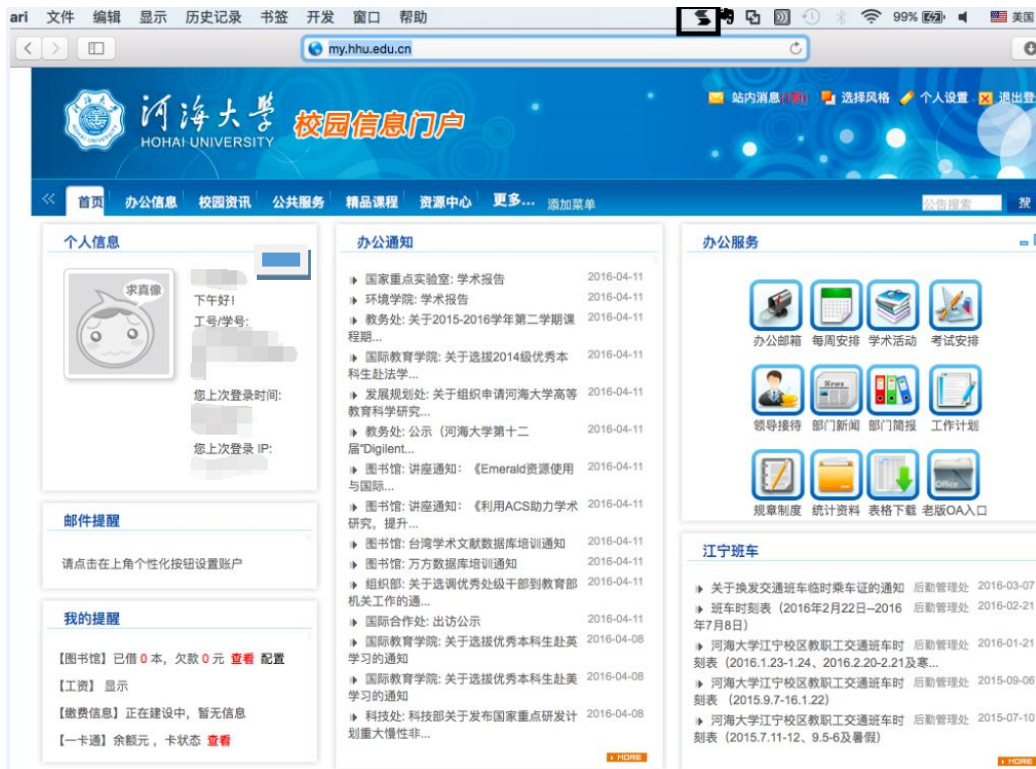 ari 文件 编辑 显示 历史记录 书签 开发 窗口 帮助 99% 美国
my.hhu.edu.cn
河海大学
HOHAI UNIVERSITY
校园信息门户
站内消息 选择风格 个人设置 退出登
首页 办公信息 校园资讯 公共服务 精品课程 资源中心 更多... 添加菜单 公告搜索 搜
个人信息
求真像
下午好!
工号/学号:
您上次登录时间:
您上次登录 IP:
邮件提醒
请点击在上角个性化按钮设置账户
我的提醒
【图书馆】已借 0 本，欠款 0 元 查看 配置
【工资】 显示
【缴费信息】正在建设中，暂无信息
【一卡通】余额元，卡状态 查看
办公通知
国家重点实验室: 学术报告 2016-04-11
环境学院: 学术报告 2016-04-11
教务处: 关于2015-2016学年第二学期课 2016-04-11
程期...
国际教育学院: 关于选拔2014级优秀本 2016-04-11
科生赴法学...
发展规划处: 关于组织申请河海大学高等 2016-04-11
教育科学研究...
教务处: 公示（河海大学第十二 2016-04-11
届"Digilent...
图书馆: 讲座通知: 《Emerald资源使用 2016-04-11
与国际...
图书馆: 讲座通知: 《利用ACS助力学术 2016-04-11
研究，提升...
图书馆: 台湾学术文献数据库培训通知 2016-04-11
图书馆: 万方数据库培训通知 2016-04-11
组织部: 关于选调优秀处级干部到教育部 2016-04-11
机关工作的通...
国际合作处: 出访公示 2016-04-11
国际教育学院: 关于选拔优秀本科生赴英 2016-04-08
学习的通知
国际教育学院: 关于选拔优秀本科生赴美 2016-04-08
学习的通知
科技处: 科技部关于发布国家重点研发计 2016-04-08
划重大慢性非...
MORE
办公服务
办公邮箱 每周安排 学术活动 考试安排
News
领导接待 部门新闻 部门简报 工作计划
Office
规章制度 统计资料 表格下载 老版OA入口
江宁班车
关于换发交通班车临时乘车证的通知 后勤管理处 2016-03-07
班车时刻表（2016年2月22日--2016 后勤管理处 2016-02-21
年7月8日）
河海大学江宁校区教职工交通班车时 后勤管理处 2016-01-21
刻表（2016.1.23-1.24、2016.2.20-2.21及寒...
河海大学江宁校区教职工交通班车时 后勤管理处 2015-09-06
刻表 （2015.9.7-16.1.22）
河海大学江宁校区教职工交通班车时 后勤管理处 2015-07-10
刻表（2015.7.11-12、9.5-6及暑假）
MORE